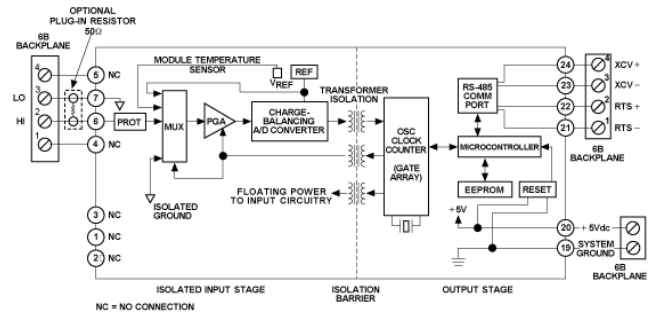 OPTIONAL
PLUG-IN RESISTOR
50Ω
6B
BACKPLANE
4
3
2
1
LO
HI
5 NC
7
6
4 NC
3 NC
1 NC
2 NC
PROT
MODULE TEMPERATURE
SENSOR
VREF
REF
MUX
PGA
CHARGE-
BALANCING
A/D CONVERTER
ISOLATED
GROUND
TRANSFORMER
ISOLATION
FLOATING POWER
TO INPUT CIRCUITRY
OSC
CLOCK
COUNTER
(GATE
ARRAY)
RS-485
COMM
PORT
MICROCONTROLLER
EEPROM
RESET
+5V
24
23
22
21
4
3
2
1
XCV +
XCV –
RTS +
RTS –
6B
BACKPLANE
20 + 5Vdc
19 SYSTEM
GROUND
6B
BACKPLANE
ISOLATED INPUT STAGE
ISOLATION
BARRIER
OUTPUT STAGE
NC = NO CONNECTION